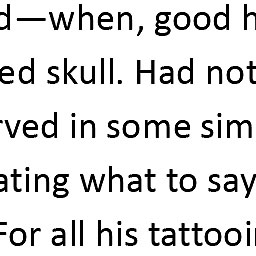 d—when, good h
ed skull. Had not
rved in some sim
ating what to say
For all his tattooi